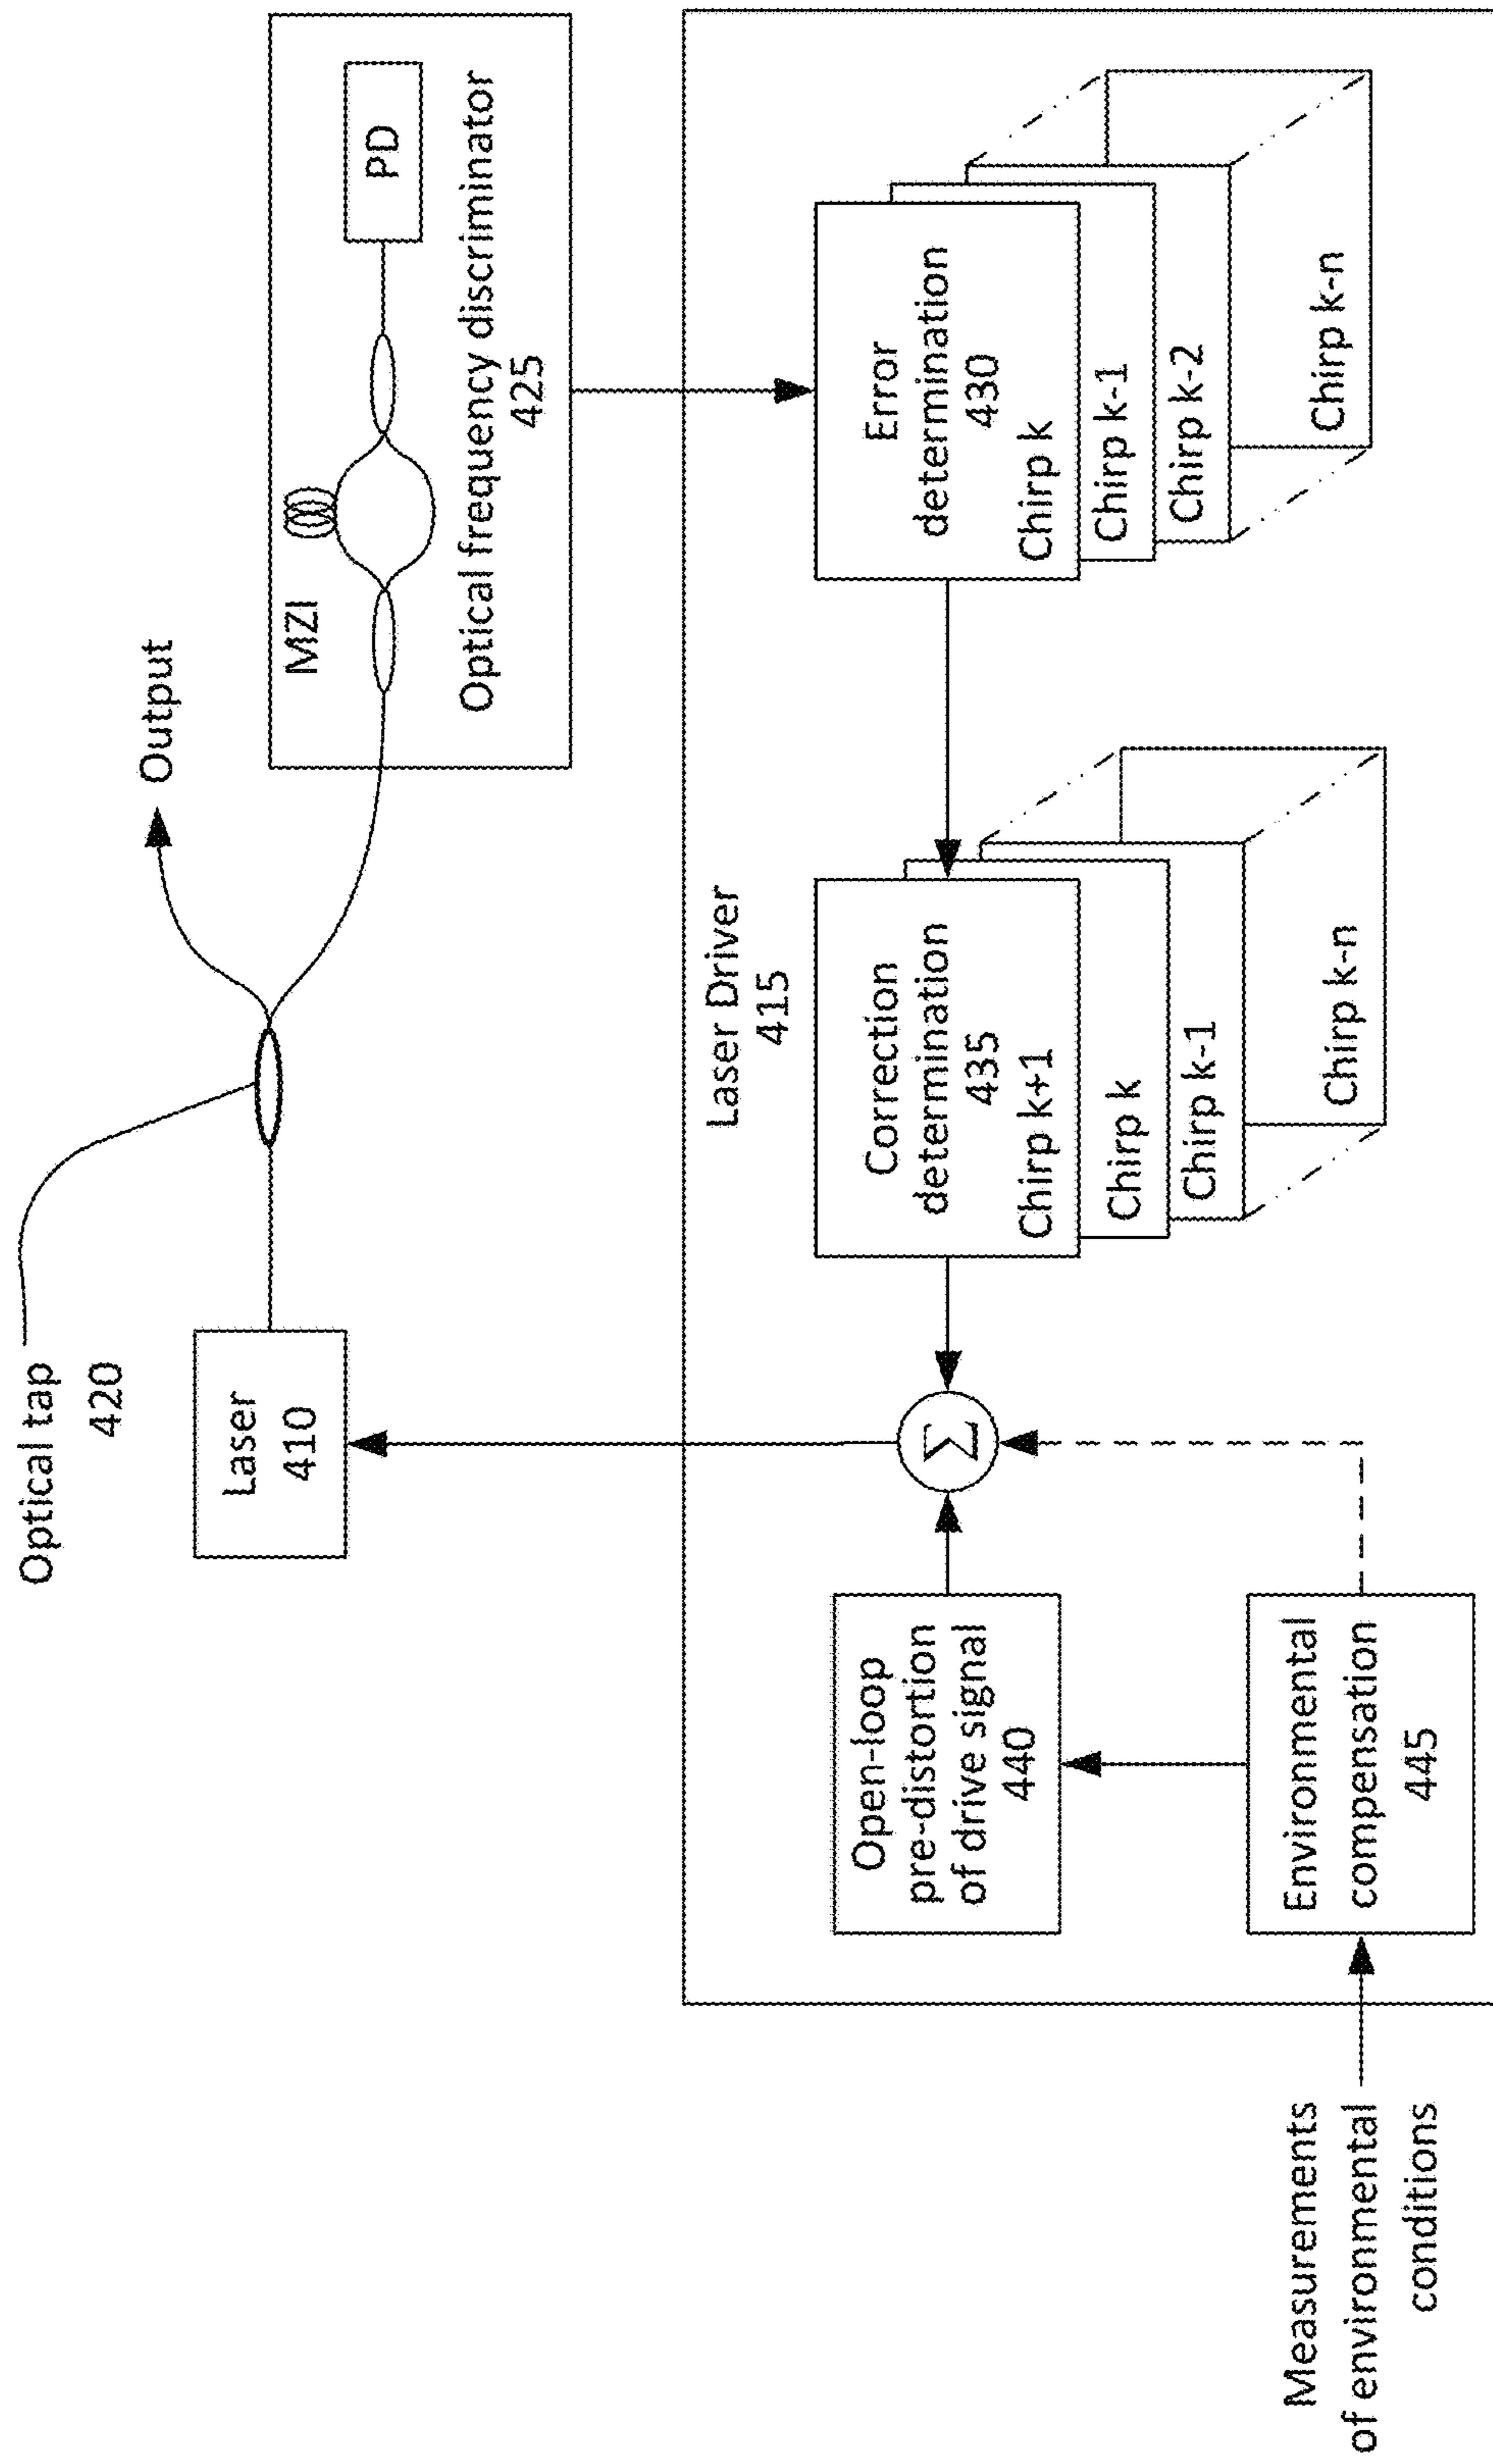 Optical tap
420
Laser
410
Output
MZI
PD
Optical frequency discriminator
425
Laser Driver
415
Open-loop
pre-distortion
of drive signal
440
Σ
Correction
determination
435
Chirp k+1
Chirp k
Chirp k-1
Chirp k-n
Error
determination
430
Chirp k
Chirp k-1
Chirp k-2
Chirp k-n
Measurements
of environmental
conditions
Environmental
compensation
445